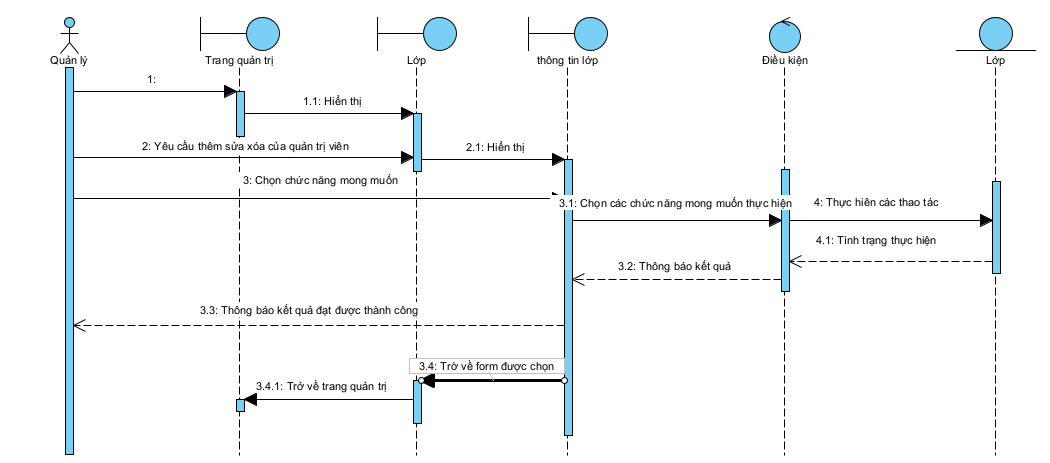 Quản lý
Trang quản trị
Lớp
thông tin lớp
Điều kiện
Lớp
1:
1.1: Hiển thị
2: Yêu cầu thêm sửa xóa của quản trị viên
2.1: Hiển thị
3: Chọn chức năng mong muốn
3.1: Chọn các chức năng mong muốn thực hiện
4: Thực hiên các thao tác
4.1: Tình trạng thực hiện
3.2: Thông báo kết quả
3.3: Thông báo kết quả đạt được thành công
3.4: Trờ về form được chọn
3.4.1: Trở về trang quản trị